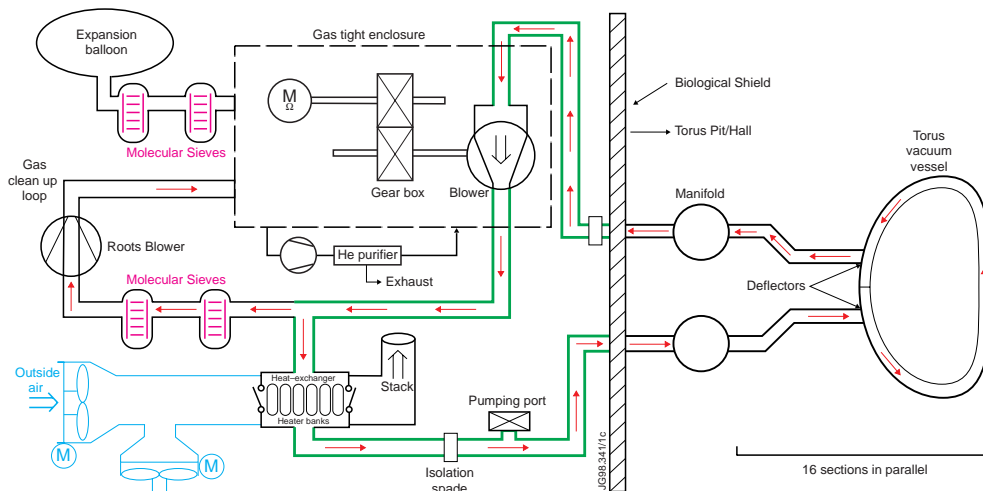 Expansion
balloon
Gas tight enclosure
M
Ω
Molecular Sieves
Gear box
Blower
Gas
clean up
loop
Roots Blower
He purifier
Exhaust
Molecular Sieves
Outside
air
M
M
Heat–exchanger
Heater banks
Stack
Pumping port
Isolation
spade
JG98.341/1c
Biological Shield
Torus Pit/Hall
Manifold
Deflectors
Torus
vacuum
vessel
16 sections in parallel